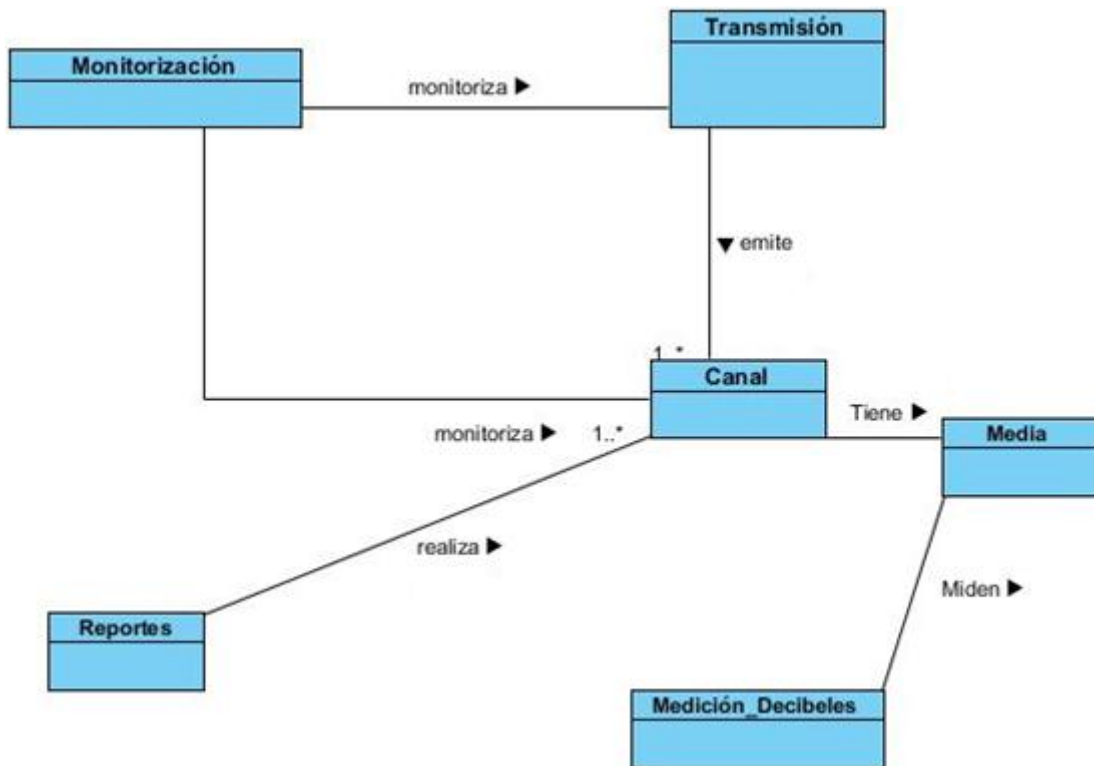 Transmisión
Monitorización
monitoriza ▶
▼ emite
1..*
Canal
Tiene ▶
monitoriza ▶ 1..*
Media
realiza ▶
Miden ▶
Reportes
Medición_Decibeles